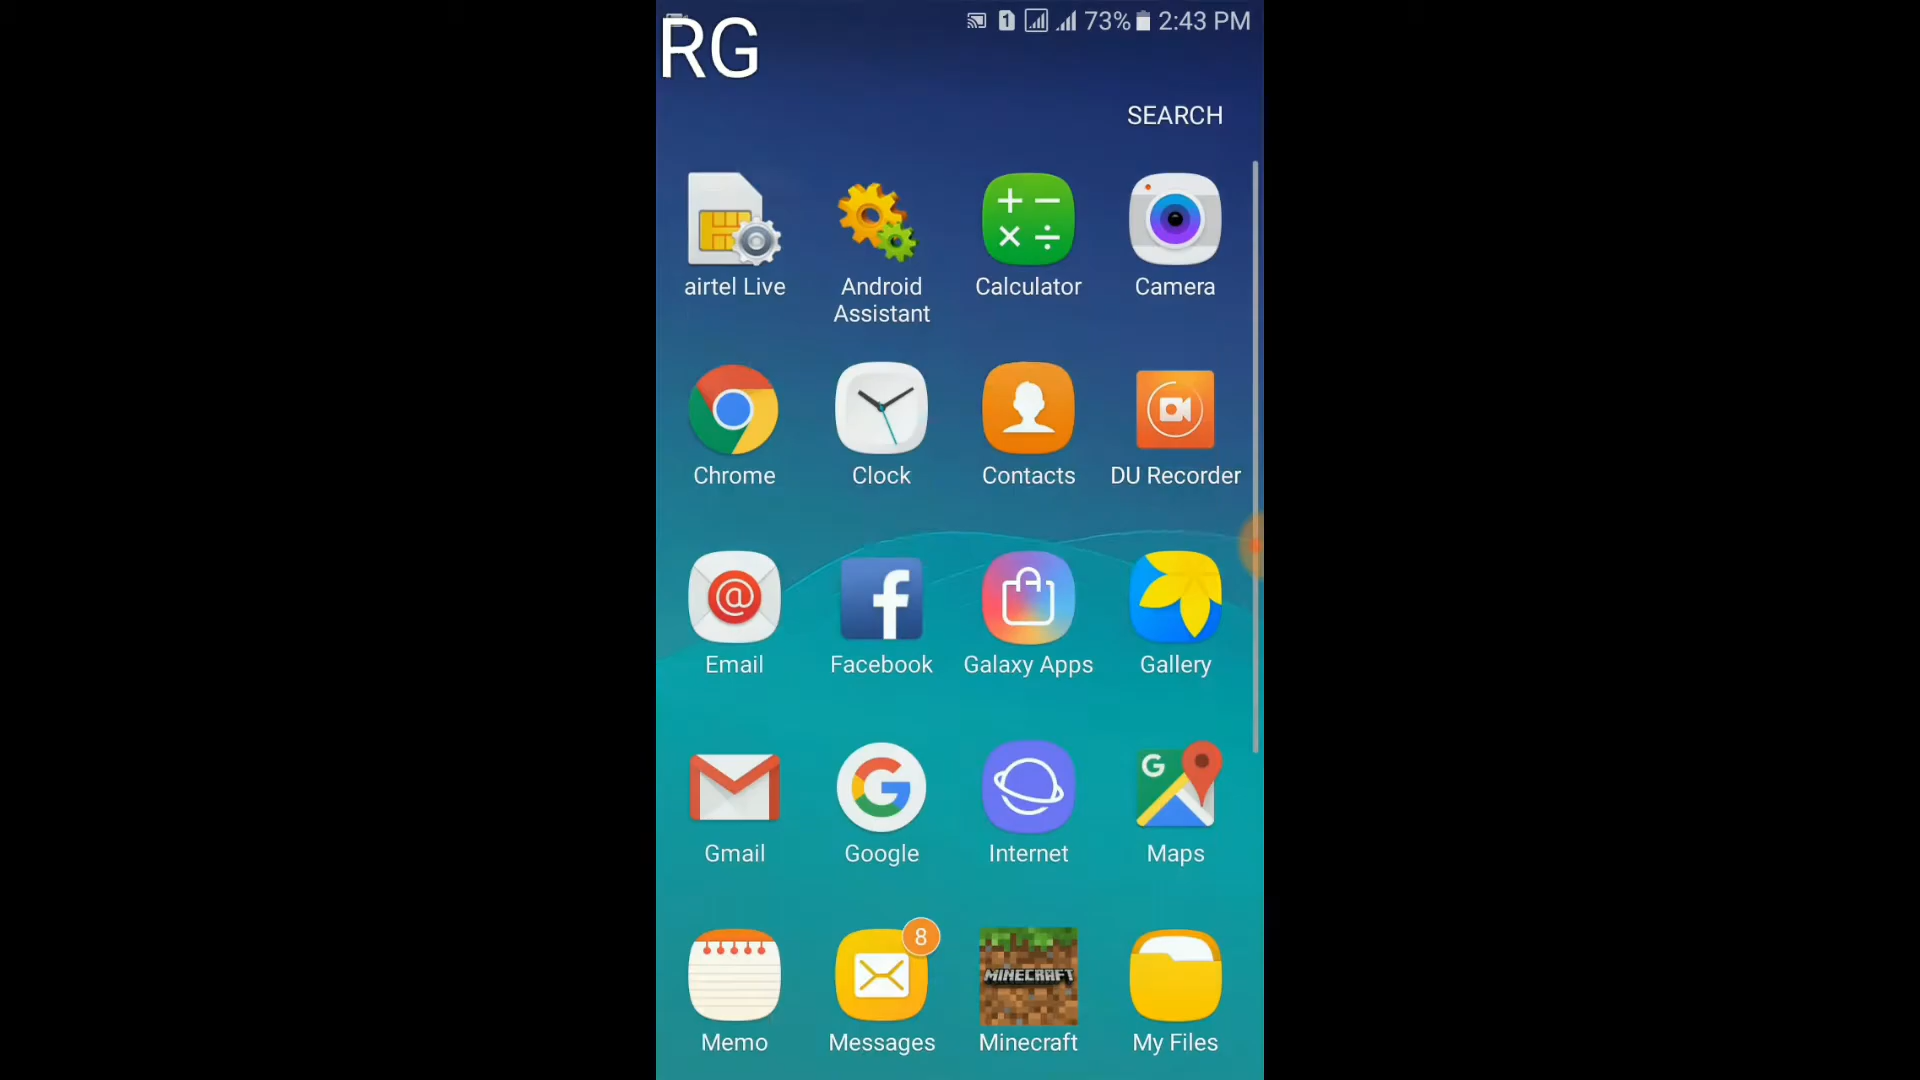 RG
1 73% 2:43 PM
SEARCH
airtel Live
Android
Assistant
Calculator
Camera
Chrome
Clock
Contacts
DU Recorder
Email
Facebook
Galaxy Apps
Gallery
G
Gmail
Google
Internet
Maps
8
MINECRAFT
Memo
Messages
Minecraft
My Files